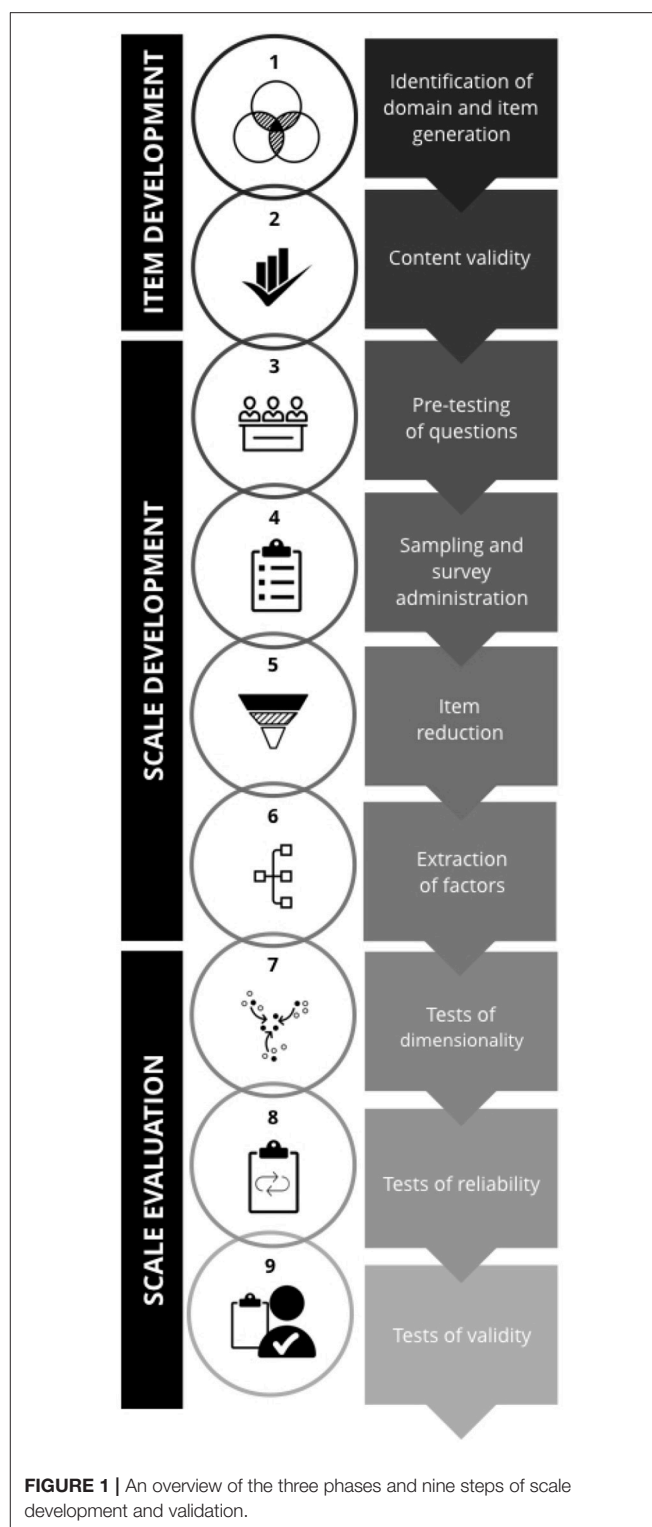 ITEM DEVELOPMENT
1
Identification of
domain and item
generation
2
Content validity
SCALE DEVELOPMENT
3
Pre-testing
of questions
4
Sampling and
survey
administration
5
Item
reduction
6
Extraction
of factors
SCALE EVALUATION
7
Tests of
dimensionality
8
Tests of reliability
9
Tests of validity
FIGURE 1 | An overview of the three phases and nine steps of scale
development and validation.